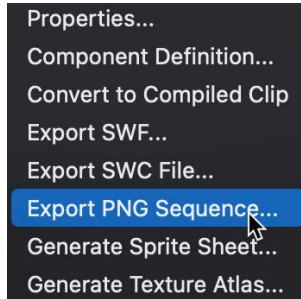 Properties...
Component Definition...
Convert to Compiled Clip
Export SWF...
Export SWC File...
Export PNG Sequence...
Generate Sprite Sheet...
Generate Texture Atlas...